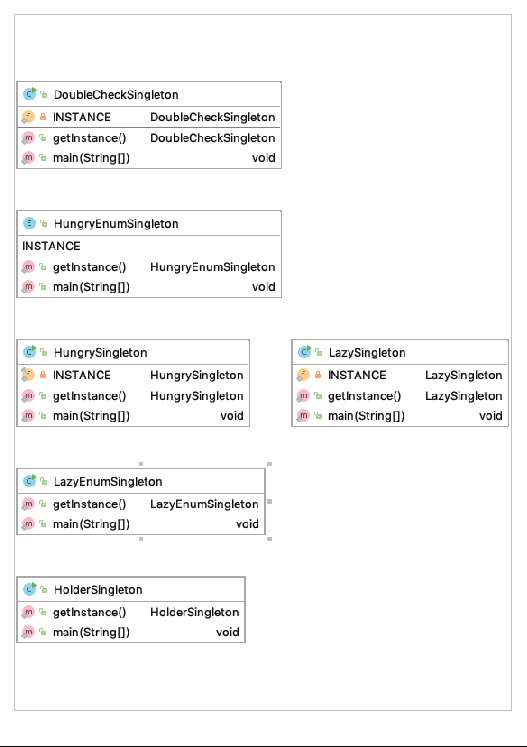 DoubleCheckSingleton
INSTANCE DoubleCheckSingleton
getInstance() DoubleCheckSingleton
main(String[]) void
HungryEnumSingleton
INSTANCE
getInstance() HungryEnumSingleton
main(String[]) void
HungrySingleton
INSTANCE HungrySingleton
getInstance() HungrySingleton
main(String[]) void
LazySingleton
INSTANCE LazySingleton
getInstance() LazySingleton
main(String[]) void
LazyEnumSingleton
getInstance() LazyEnumSingleton
main(String[]) void
HolderSingleton
getInstance() HolderSingleton
main(String[]) void